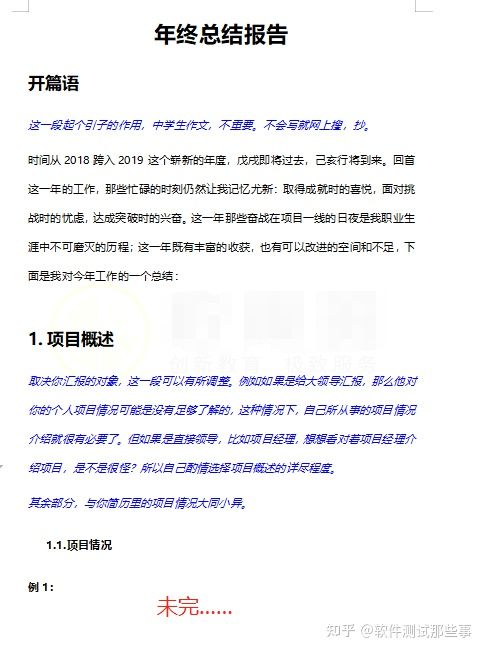 年终总结报告
开篇语
这一段起个引子的作用，中学生作文，不重要。不会写就网上搜，抄。
时间从 2018 跨入 2019 这个崭新的年度，戊戌即将过去，己亥行将到来。回首
这一年的工作，那些忙碌的时刻仍然让我记忆尤新：取得成就时的喜悦，面对挑
战时的忧虑，达成突破时的兴奋。这一年那些奋战在项目一线的日夜是我职业生
涯中不可磨灭的历程；这一年既有丰富的收获，也有可以改进的空间和不足，下
面是我对今年工作的一个总结：
创新教育 极致服务
1. 项目概述
取决你汇报的对象，这一段可以有所调整。例如如果是给大领导汇报，那么他对
你的个人项目情况可能是没有足够了解的，这种情况下，自己所从事的项目情况
介绍就很有必要了。但如果是直接领导，比如项目经理，想想看对着项目经理介
绍项目，是不是很怪？所以自己酌情选择项目概述的详尽程度。
其余部分，与你简历里的项目情况大同小异。
1.1.项目情况
例 1：
未完......
知乎 @软件测试那些事